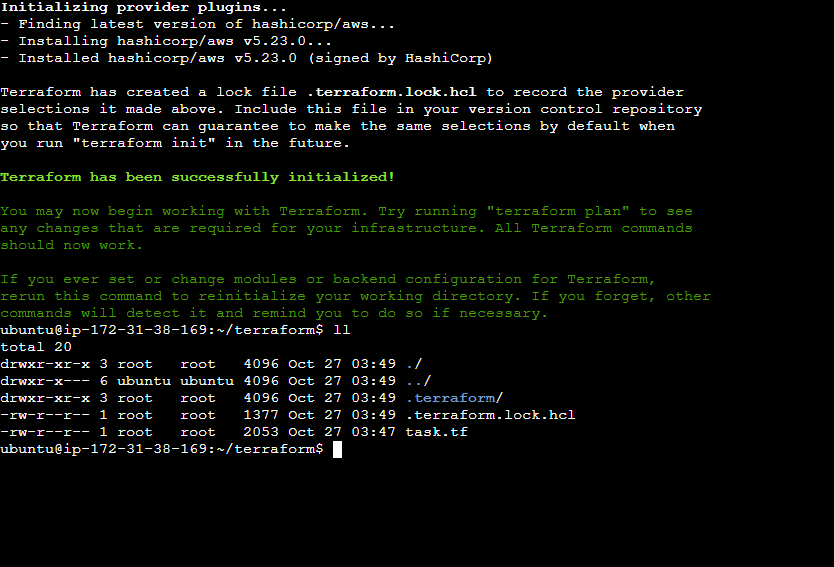 Initializing provider plugins...
- Finding latest version of hashicorp/aws...
- Installing hashicorp/aws v5.23.0...
- Installed hashicorp/aws v5.23.0 (signed by HashiCorp)
Terraform has created a lock file .terraform.lock.hcl to record the provider
selections it made above. Include this file in your version control repository
so that Terraform can guarantee to make the same selections by default when
you run "terraform init" in the future.
Terraform has been successfully initialized!
You may now begin working with Terraform. Try running "terraform plan" to see
any changes that are required for your infrastructure. All Terraform commands
should now work.
If you ever set or change modules or backend configuration for Terraform,
rerun this command to reinitialize your working directory. If you forget, other
commands will detect it and remind you to do so if necessary.
ubuntu@ip-172-31-38-169:~/terraform$ ll
total 20
drwxr-xr-x 3 root   root   4096 Oct 27 03:49 ./
drwxr-x--- 6 ubuntu ubuntu 4096 Oct 27 03:49 ../
drwxr-xr-x 3 root   root   4096 Oct 27 03:49 .terraform/
-rw-r--r-- 1 root   root   1377 Oct 27 03:49 .terraform.lock.hcl
-rw-r--r-- 1 root   root   2053 Oct 27 03:47 task.tf
ubuntu@ip-172-31-38-169:~/terraform$